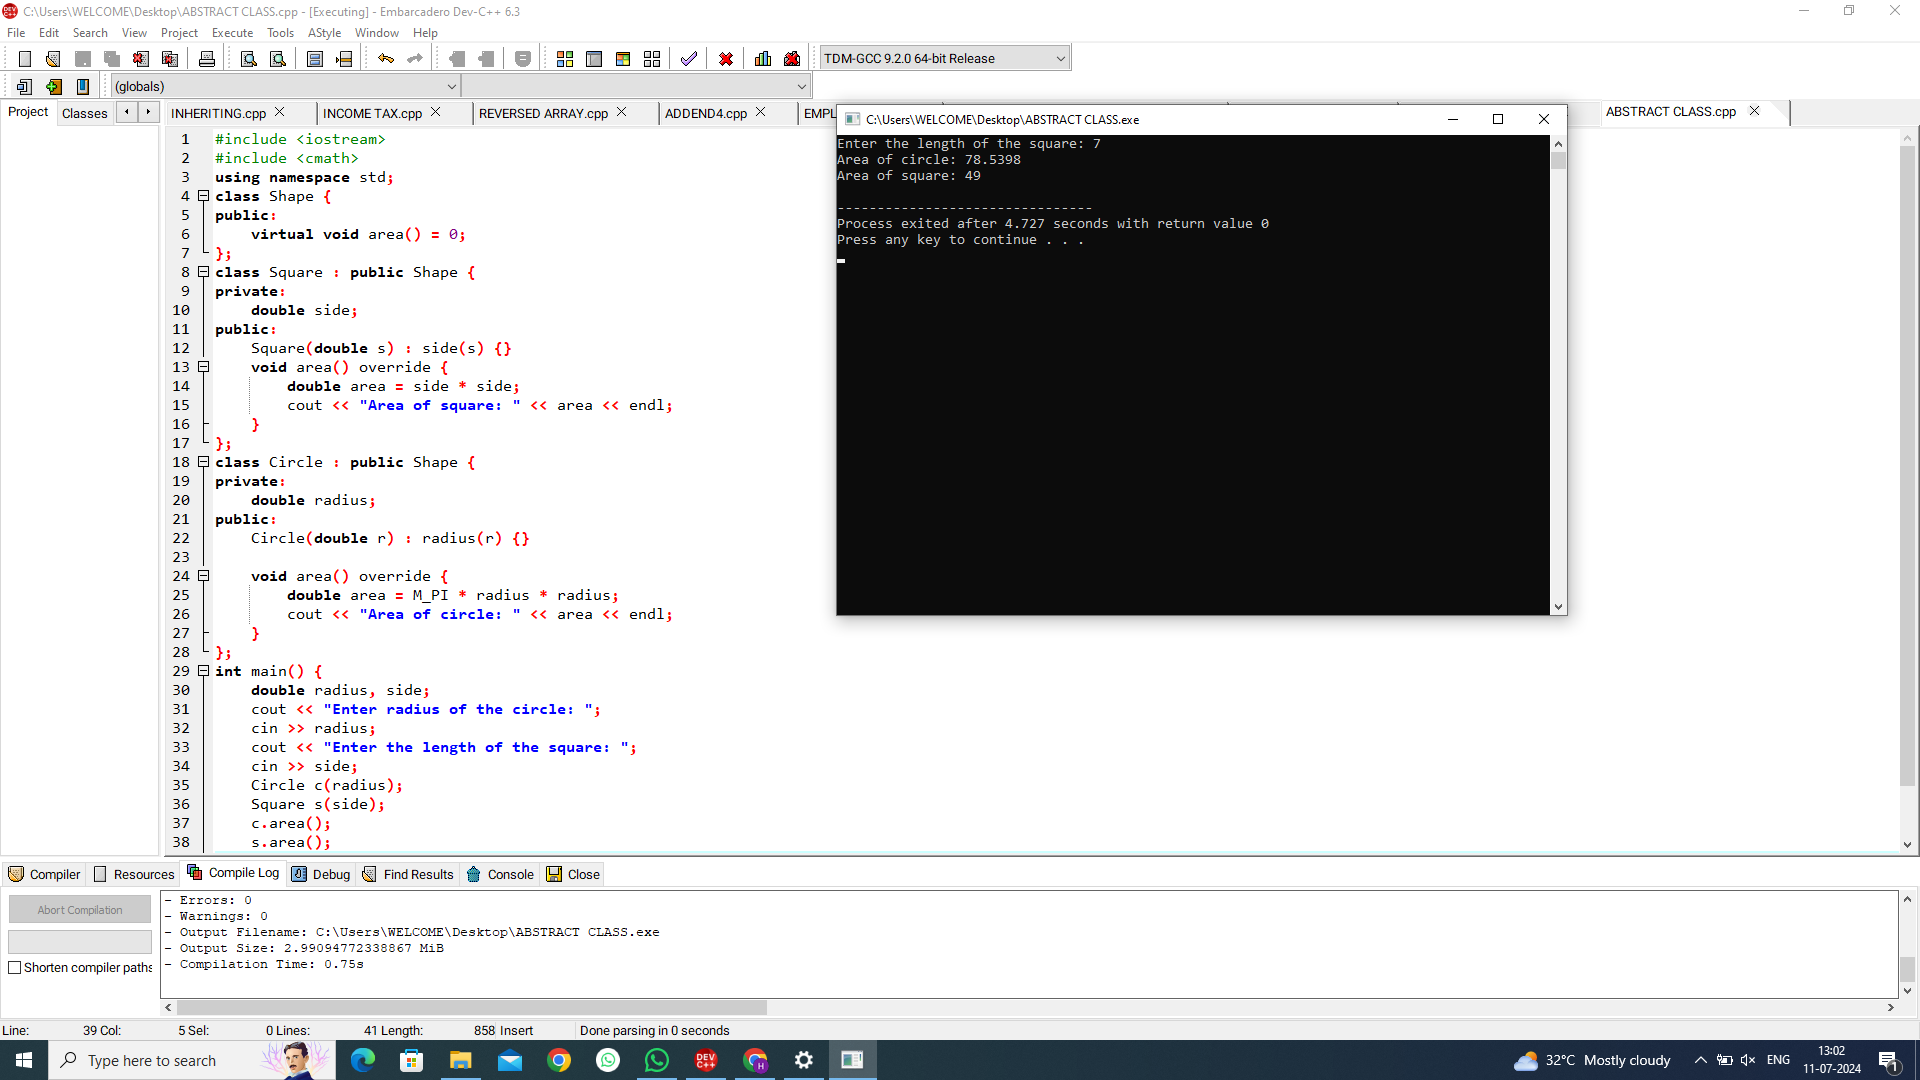 C:\Users\WELCOME\Desktop\ABSTRACT CLASS.cpp - [Executing] - Embarcadero Dev-C++ 6.3
File Edit Search View Project Execute Tools AStyle Window Help
TDM-GCC 9.2.0 64-bit Release
(globals)
Project Classes INHERITING.cpp INCOME TAX.cpp REVERSED ARRAY.cpp ADDEND4.cpp EMPL ABSTRACT CLASS.cpp
1 #include <iostream>
2 #include <cmath>
3 using namespace std;
4 class Shape {
5 public:
6     virtual void area() = 0;
7 };
8 class Square : public Shape {
9 private:
10     double side;
11 public:
12     Square(double s) : side(s) {}
13     void area() override {
14         double area = side * side;
15         cout << "Area of square: " << area << endl;
16     }
17 };
18 class Circle : public Shape {
19 private:
20     double radius;
21 public:
22     Circle(double r) : radius(r) {}
23
24     void area() override {
25         double area = M_PI * radius * radius;
26         cout << "Area of circle: " << area << endl;
27     }
28 };
29 int main() {
30     double radius, side;
31     cout << "Enter radius of the circle: ";
32     cin >> radius;
33     cout << "Enter the length of the square: ";
34     cin >> side;
35     Circle c(radius);
36     Square s(side);
37     c.area();
38     s.area();
C:\Users\WELCOME\Desktop\ABSTRACT CLASS.exe
Enter the length of the square: 7
Area of circle: 78.5398
Area of square: 49
--------------------------------
Process exited after 4.727 seconds with return value 0
Press any key to continue . . .
Compiler Resources Compile Log Debug Find Results Console Close
Abort Compilation
Shorten compiler paths
- Errors: 0
- Warnings: 0
- Output Filename: C:\Users\WELCOME\Desktop\ABSTRACT CLASS.exe
- Output Size: 2.99094772338867 MiB
- Compilation Time: 0.75s
Line: 39 Col: 5 Sel: 0 Lines: 41 Length: 858 Insert Done parsing in 0 seconds
Type here to search
DEV C++
H
32°C Mostly cloudy
ENG
13:02
11-07-2024
1